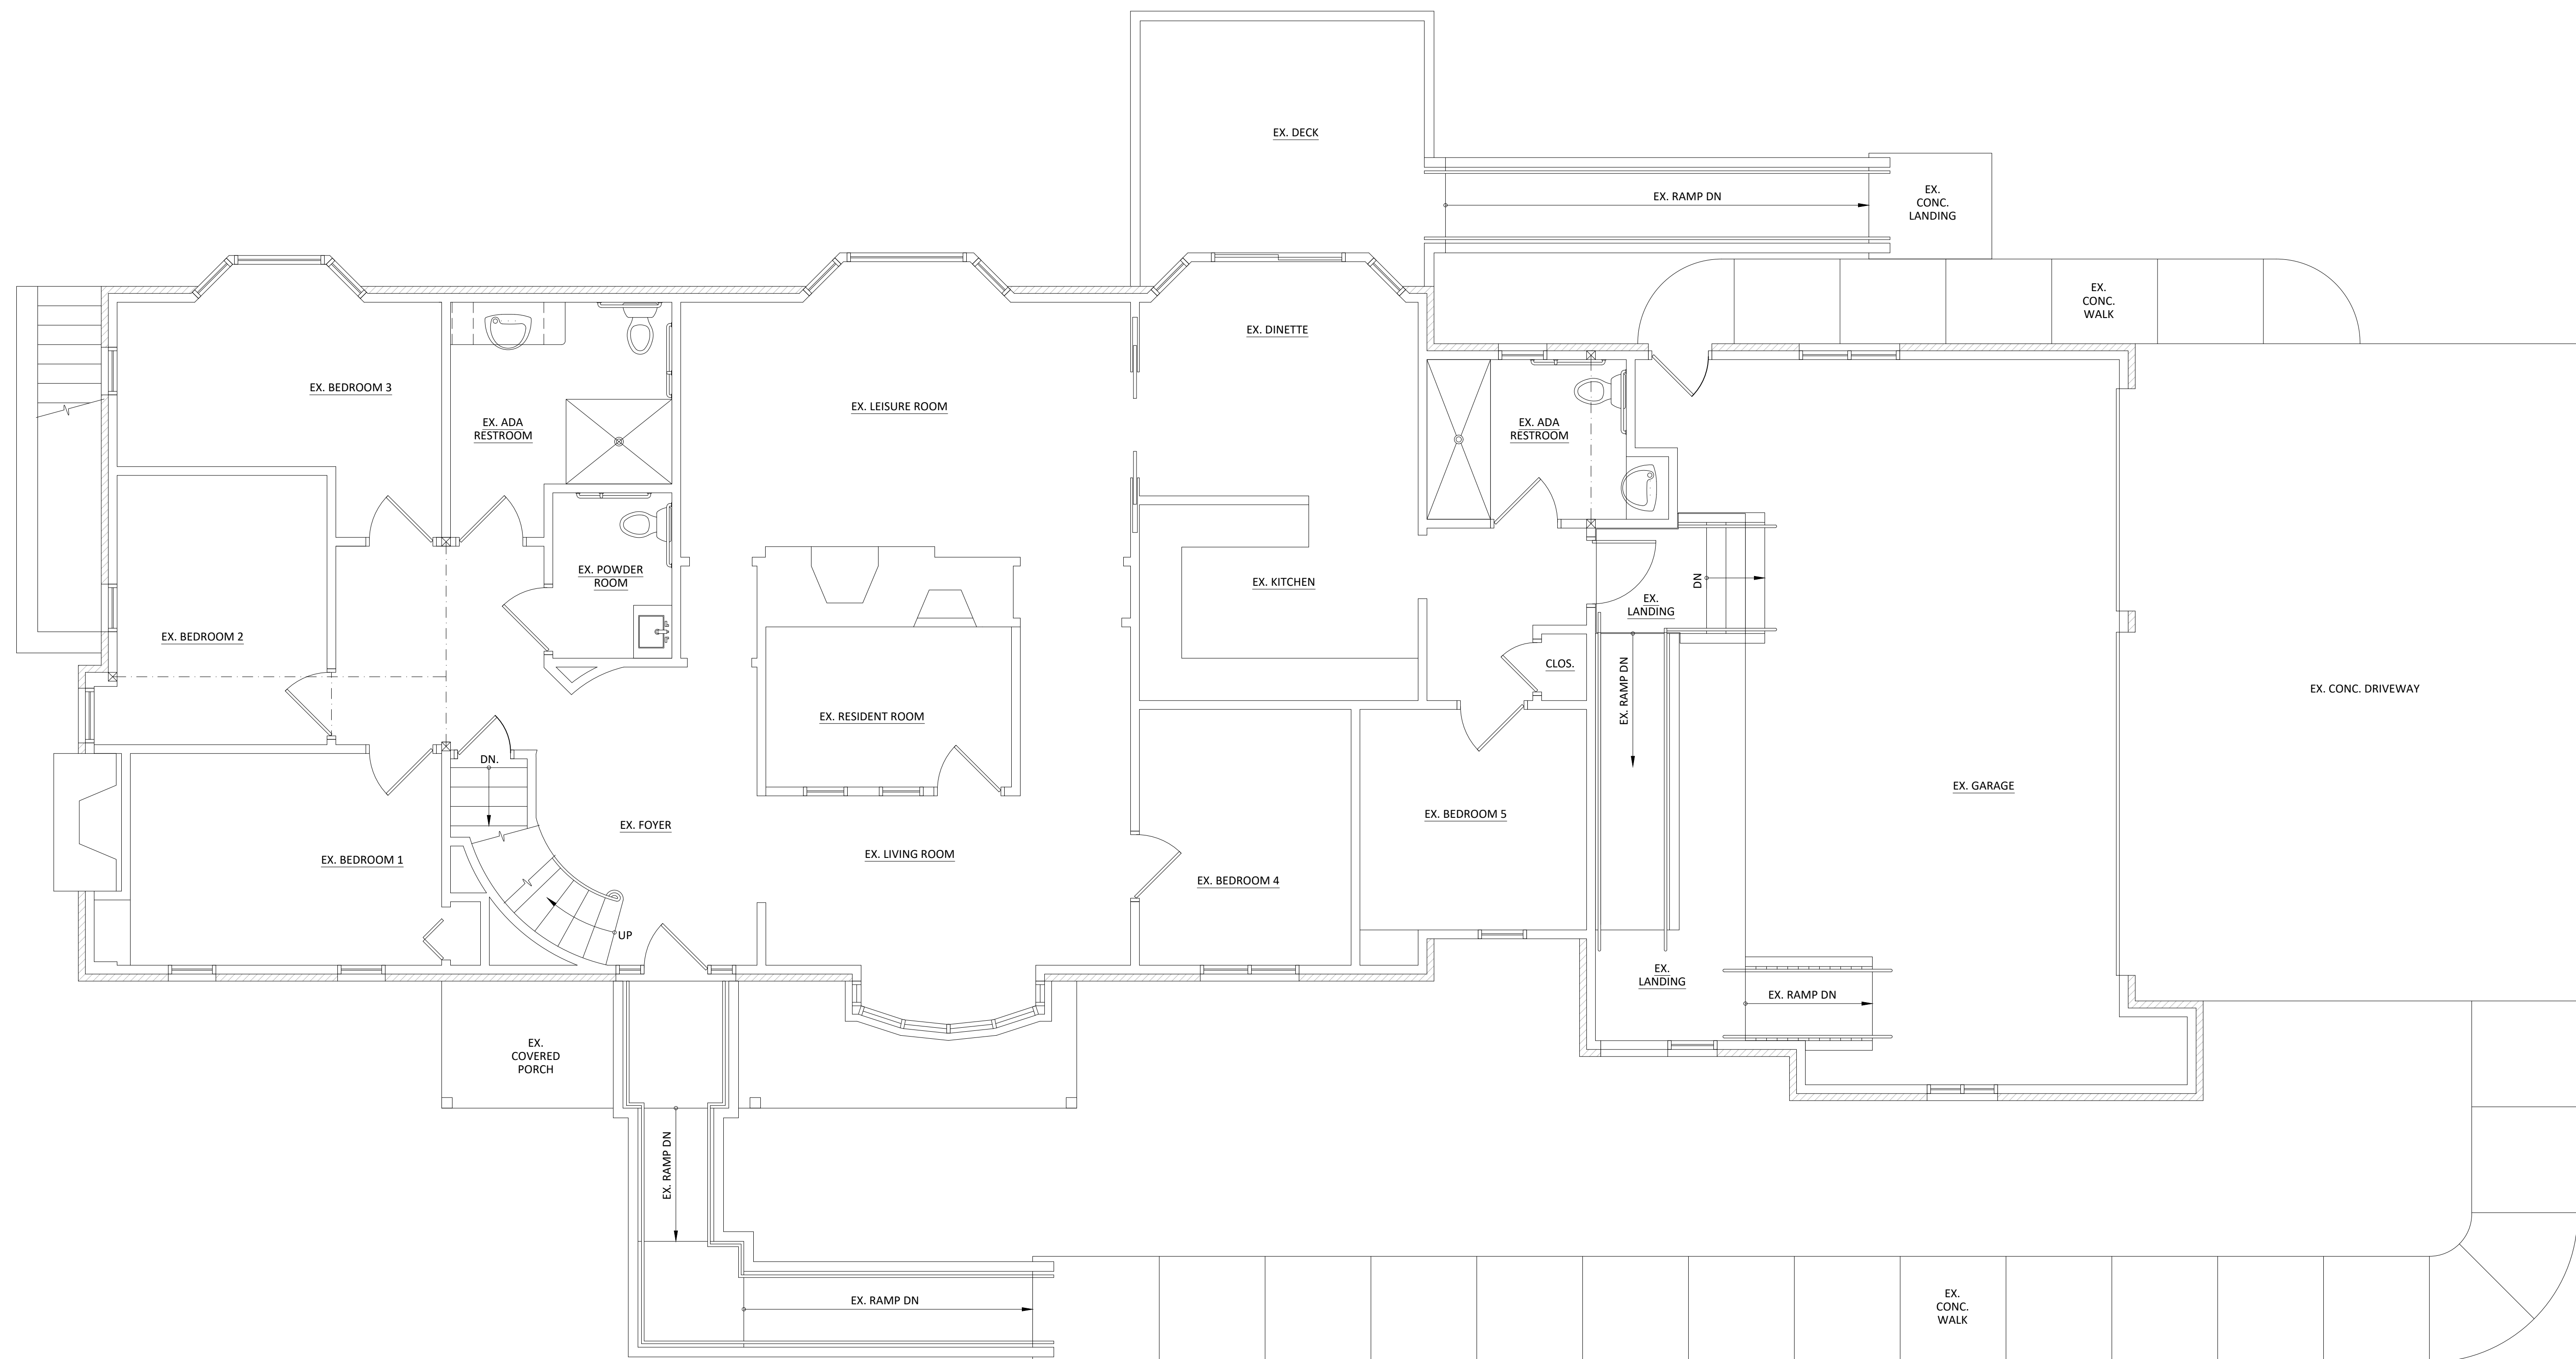 EX. DECK
EX. RAMP DN
EX.
CONC.
LANDING
EX.
CONC.
WALK
EX. BEDROOM 3
EX. ADA
RESTROOM
EX. LEISURE ROOM
EX. DINETTE
EX. ADA
RESTROOM
EX. POWDER
ROOM
EX. KITCHEN
DN
EX.
LANDING
EX. BEDROOM 2
CLOS.
EX. RAMP DN
EX. RESIDENT ROOM
EX. CONC. DRIVEWAY
DN.
EX. GARAGE
EX. FOYER
EX. BEDROOM 5
EX. LIVING ROOM
EX. BEDROOM 1
EX. BEDROOM 4
UP
EX.
LANDING
EX. RAMP DN
EX.
COVERED
PORCH
EX. RAMP DN
EX. RAMP DN
EX.
CONC.
WALK